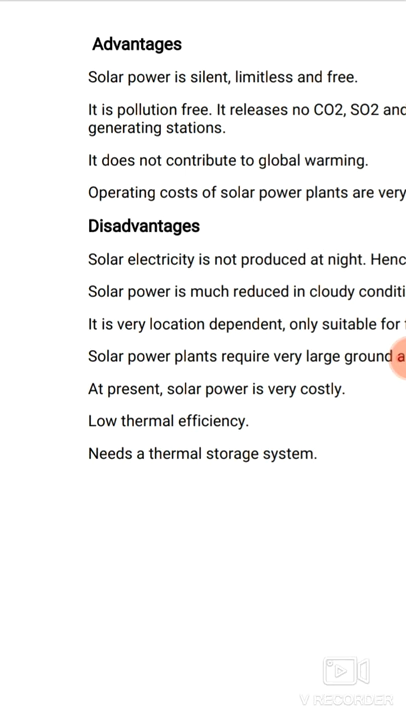 Advantages
Solar power is silent, limitless and free.
It is pollution free. It releases no CO2, SO2 and
generating stations.
It does not contribute to global warming.
Operating costs of solar power plants are very
Disadvantages
Solar electricity is not produced at night. Henc
Solar power is much reduced in cloudy conditi
It is very location dependent, only suitable for
Solar power plants require very large ground a
At present, solar power is very costly.
Low thermal efficiency.
Needs a thermal storage system.
V RECORDER